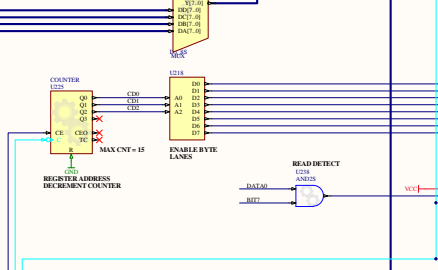 Y[7..0]
DD[7..0]
DC[7..0]
DB[7..0]
DA[7..0]
MUX
COUNTER
U225
U218
Q0
CD0
A0
D0
Q1
CD1
A1
D1
Q2
CD2
A2
D2
Q3
D3
D4
D5
CE
CEO
D6
C
TC
D7
R
MAX CNT = 15
GND
REGISTER ADDRESS
DECREMENT COUNTER
ENABLE BYTE
LANES
READ DETECT
U238
AND2S
DATA0
BIT7
VCC